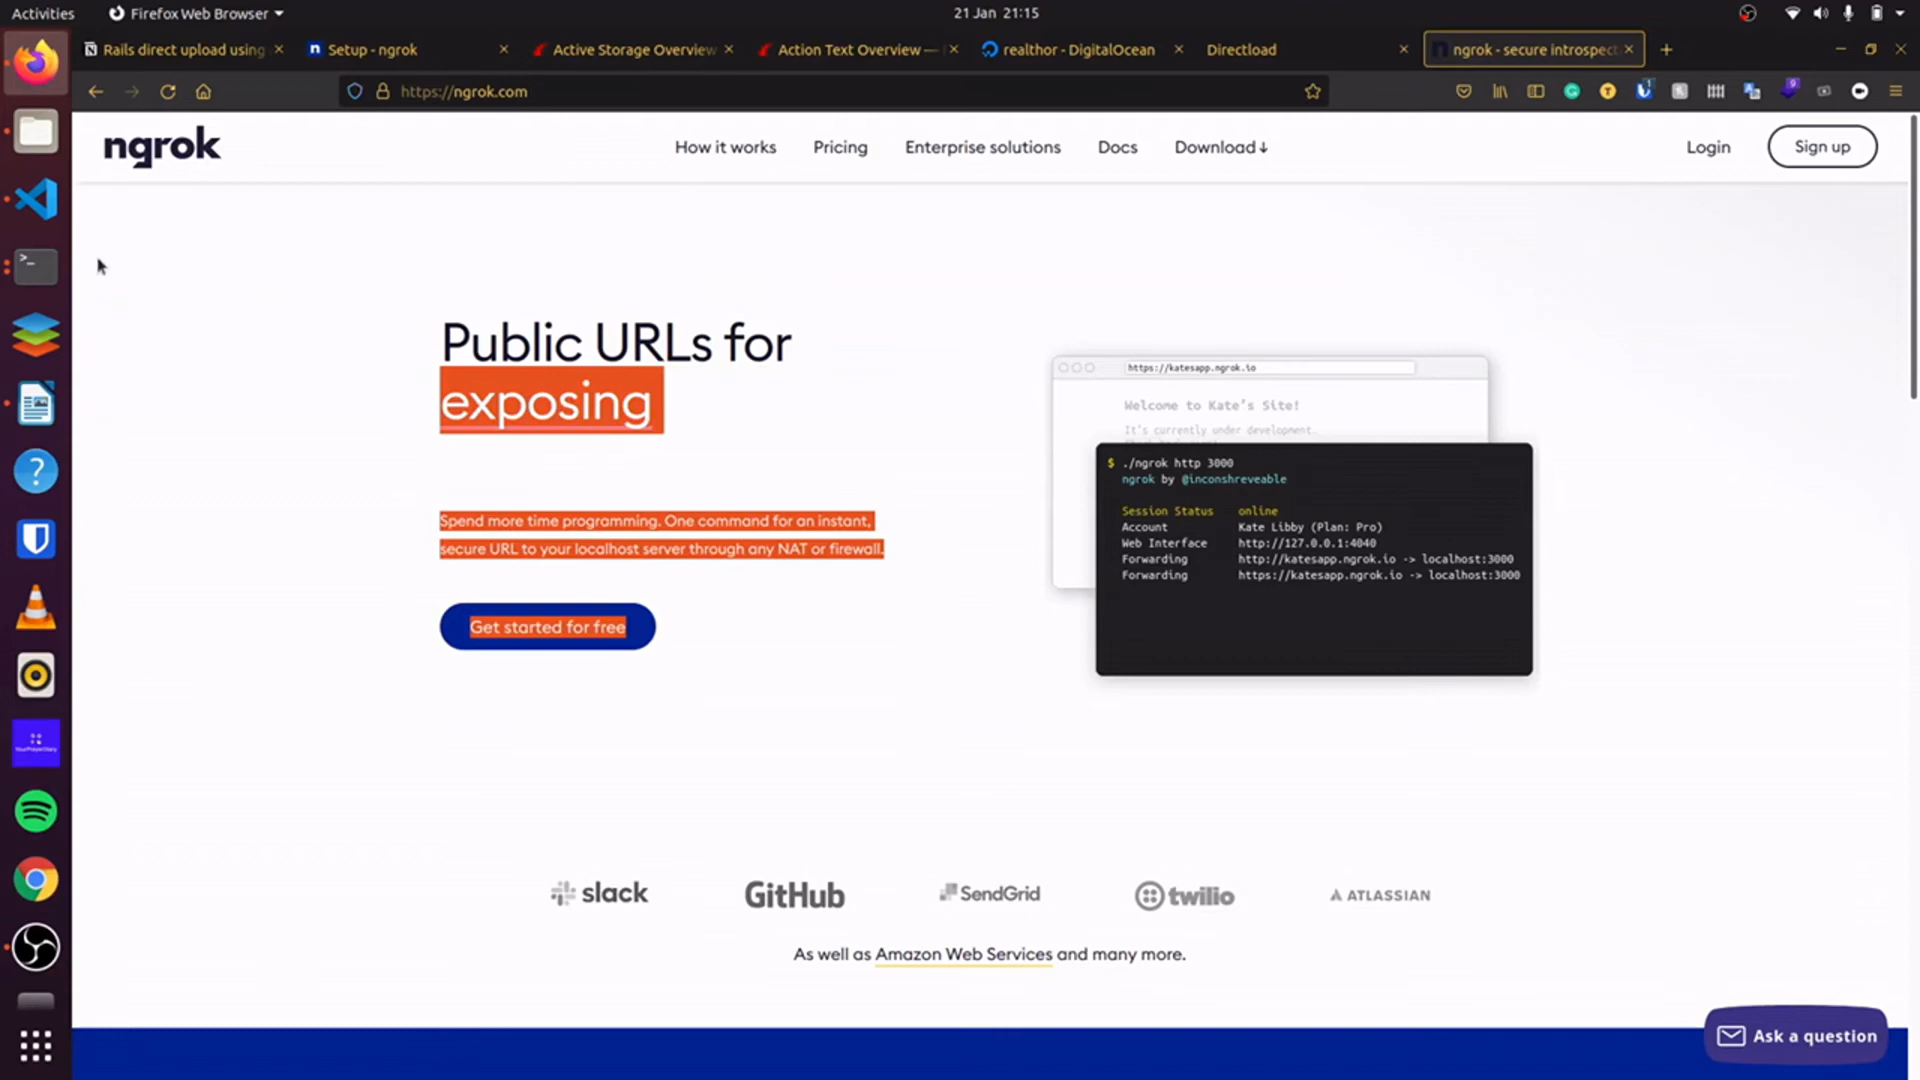 Activities
Firefox Web Browser
21 Jan 21:15
Rails direct upload using
Setup - ngrok
Active Storage Overview
Action Text Overview —
realthor - DigitalOcean
Directload
ngrok - secure introspect
https://ngrok.com
ngrok
How it works
Pricing
Enterprise solutions
Docs
Download↓
Login
Sign up
Public URLs for
exposing
Spend more time programming. One command for an instant,
secure URL to your localhost server through any NAT or firewall.
Get started for free
https://katesapp.ngrok.io
Welcome to Kate's Site!
It's currently under development.
$ ./ngrok http 3000
ngrok by @inconshreveable
Session Status online
Account Kate Libby (Plan: Pro)
Web Interface http://127.0.0.1:4040
Forwarding http://katesapp.ngrok.io -> localhost:3000
Forwarding https://katesapp.ngrok.io -> localhost:3000
slack
GitHub
SendGrid
twilio
ATLASSIAN
As well as Amazon Web Services and many more.
Ask a question